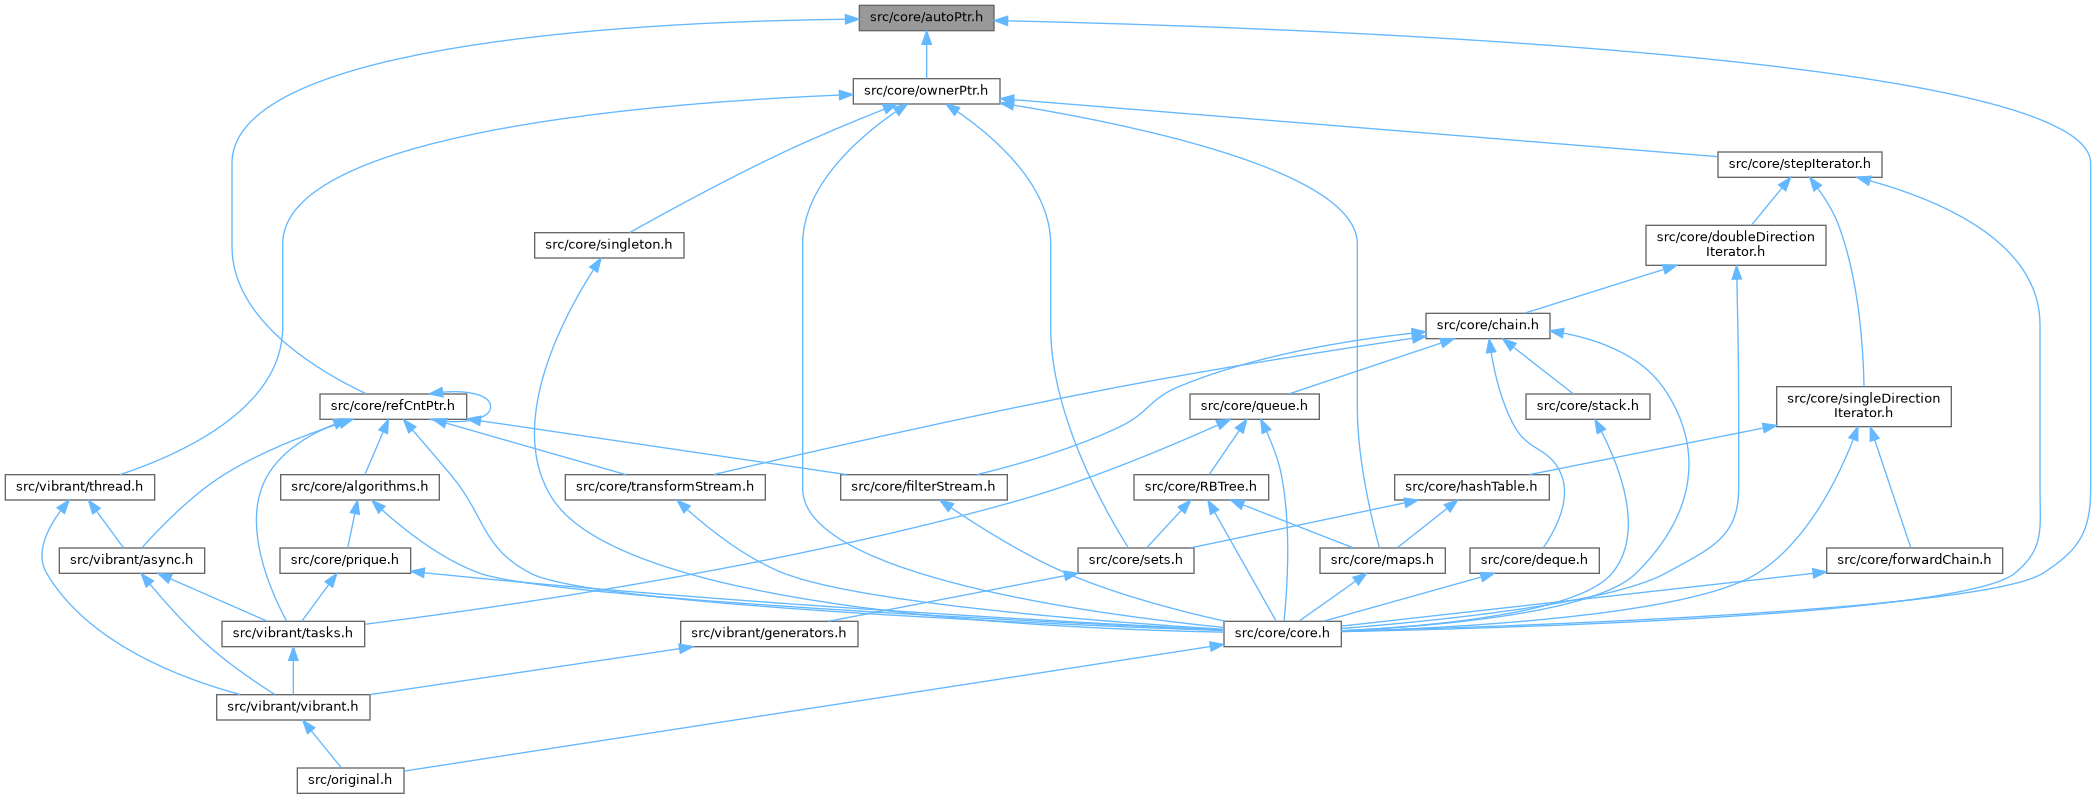 src/core/autoPtr.h
src/core/ownerPtr.h
src/core/stepIterator.h
src/core/singleton.h
src/core/doubleDirection
Iterator.h
src/core/chain.h
src/core/refCntPtr.h
src/core/queue.h
src/core/stack.h
src/core/singleDirection
Iterator.h
src/vibrant/thread.h
src/core/algorithms.h
src/core/transformStream.h
src/core/filterStream.h
src/core/RBTree.h
src/core/hashTable.h
src/vibrant/async.h
src/core/prique.h
src/core/sets.h
src/core/maps.h
src/core/deque.h
src/core/forwardChain.h
src/vibrant/tasks.h
src/vibrant/generators.h
src/core/core.h
src/vibrant/vibrant.h
src/original.h